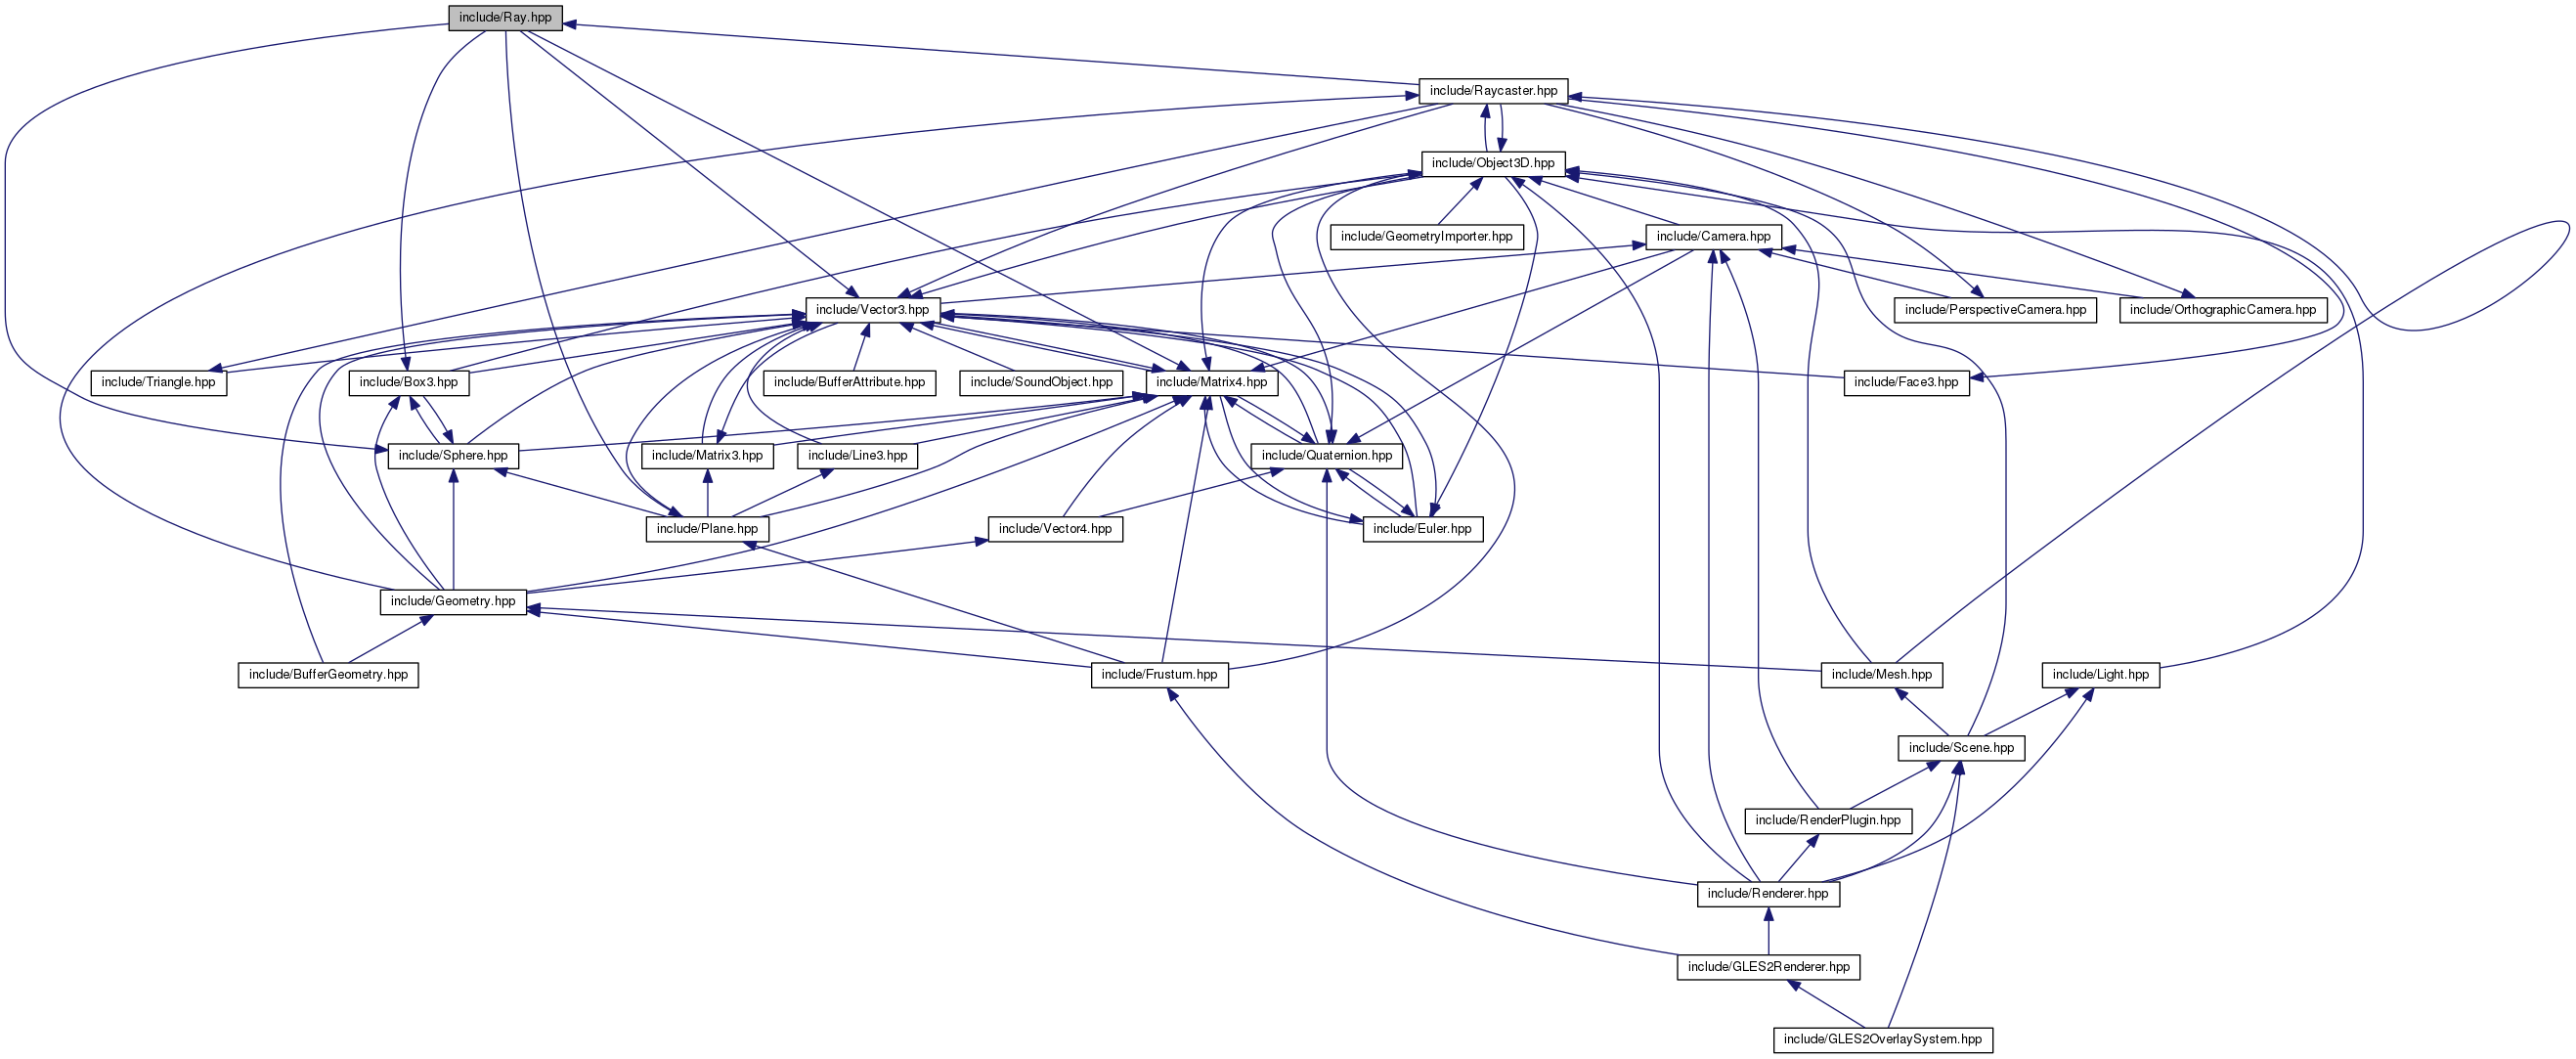 include/Ray.hpp
include/Raycaster.hpp
include/Object3D.hpp
include/GeometryImporter.hpp
include/Camera.hpp
include/Vector3.hpp
include/PerspectiveCamera.hpp
include/OrthographicCamera.hpp
include/Triangle.hpp
include/Box3.hpp
include/BufferAttribute.hpp
include/SoundObject.hpp
include/Matrix4.hpp
include/Face3.hpp
include/Sphere.hpp
include/Matrix3.hpp
include/Line3.hpp
include/Quaternion.hpp
include/Plane.hpp
include/Vector4.hpp
include/Euler.hpp
include/Geometry.hpp
include/BufferGeometry.hpp
include/Frustum.hpp
include/Mesh.hpp
include/Light.hpp
include/Scene.hpp
include/RenderPlugin.hpp
include/Renderer.hpp
include/GLES2Renderer.hpp
include/GLES2OverlaySystem.hpp